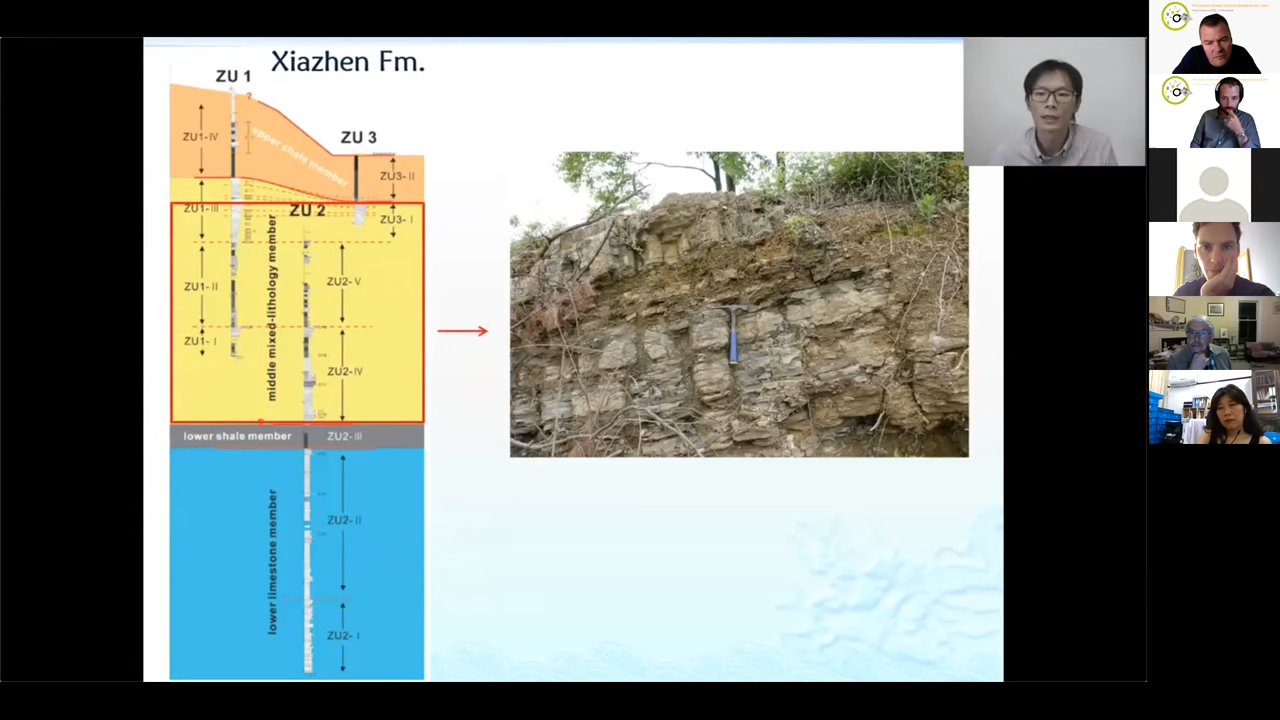 Xiazhen Fm.
ZU 1
?
ZU 3
ZU1-IV
upper shale member
ZU3-II
ZU1-III
ZU 2
ZU3-I
middle mixed-lithology member
ZU1-II
ZU2-V
ZU1-I
ZU2-IV
?
lower shale member
ZU2-III
lower limestone member
ZU2-II
ZU2-I